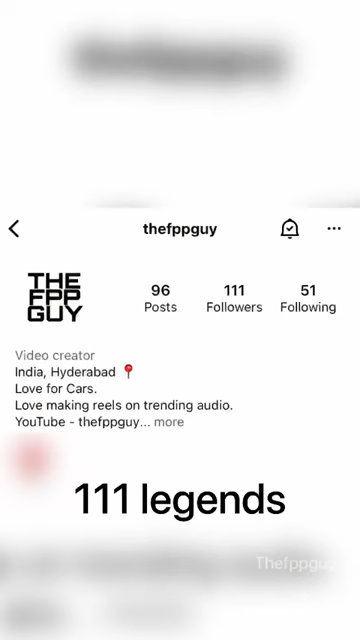 thefppguy
THE
FPP
GUY
96
Posts
111
Followers
51
Following
Video creator
India, Hyderabad 📍
Love for Cars.
Love making reels on trending audio.
YouTube - thefppguy... more
111 legends
Thefppguy